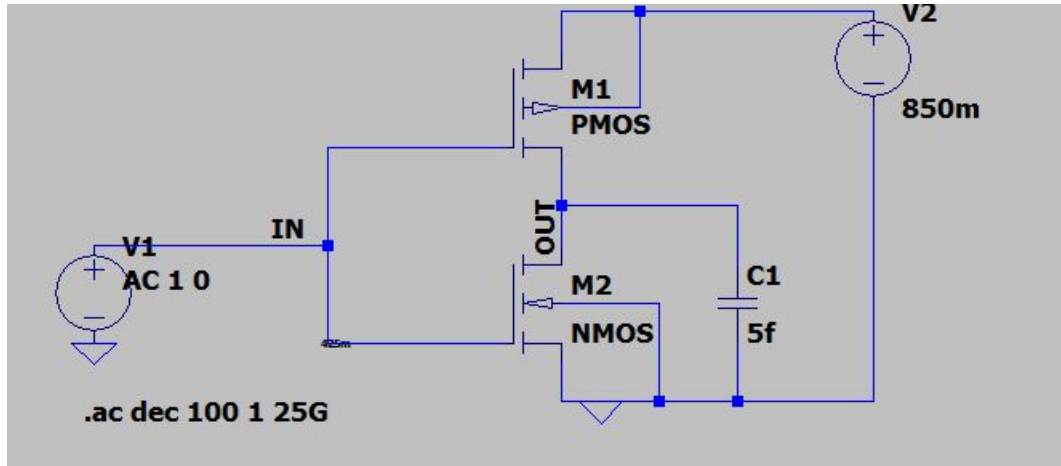 V2
M1
PMOS
850m
OUT
IN
V1
AC 1 0
M2
NMOS
C1
5f
425m
.ac dec 100 1 25G